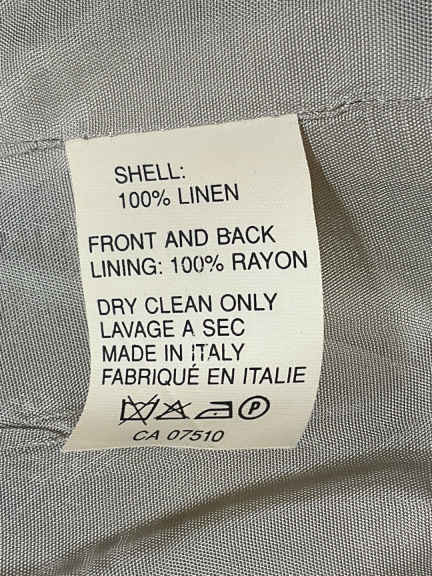 SHELL:
100% LINEN
FRONT AND BACK
LINING: 100% RAYON
DRY CLEAN ONLY
LAVAGE A SEC
MADE IN ITALY
FABRIQUÉ EN ITALIE
P
CA 07510